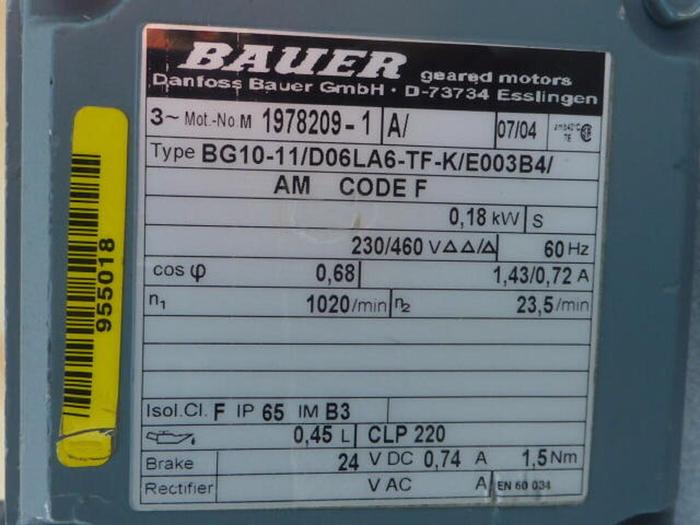 BAUER geared motors
Danfoss Bauer GmbH · D-73734 Esslingen
3~ Mot.-No M 1978209-1 A/ 07/04
Type BG10-11/D06LA6-TF-K/E003B4/
AM CODE F
0,18 kW S
230/460 V△△/△ 60 Hz
cos φ 0,68 1,43/0,72 A
n1 1020/min n2 23,5/min
Isol.Cl. F IP 65 IM B3
0,45 L CLP 220
Brake 24 V DC 0,74 A 1,5 Nm
Rectifier V AC A EN 60 034
955018